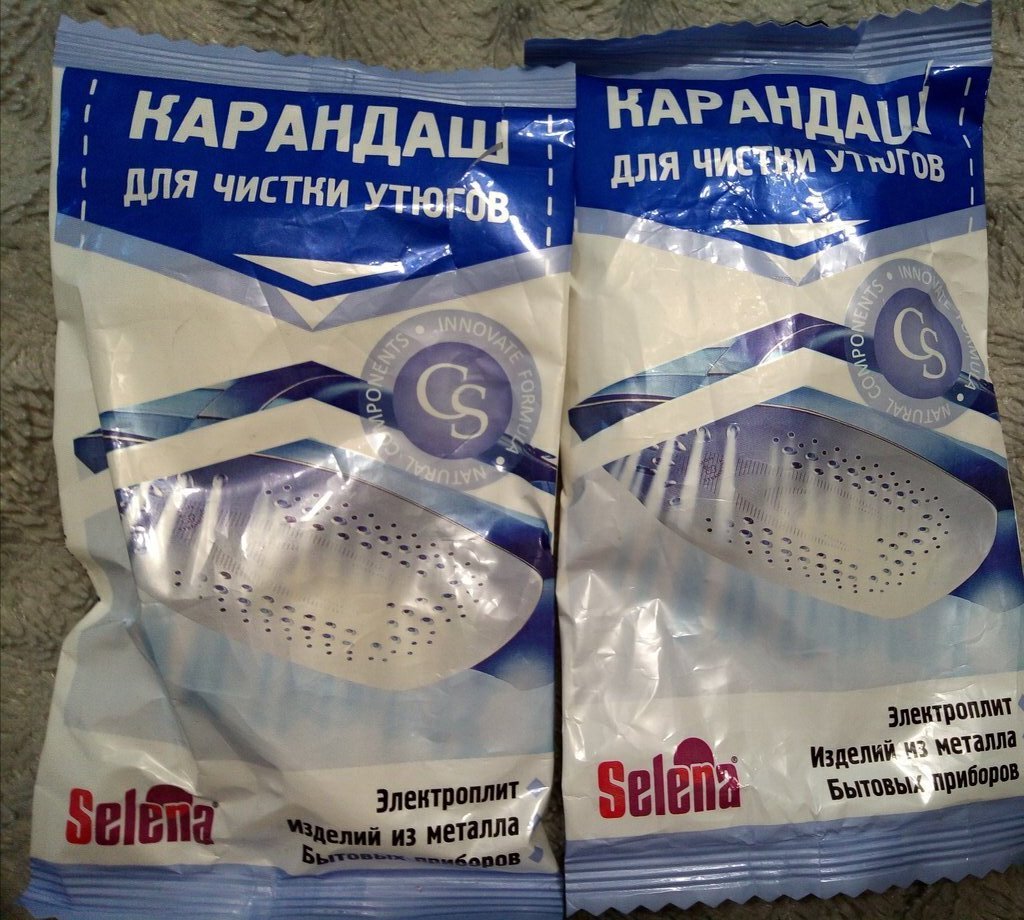 КАРАНДАШ
ДЛЯ ЧИСТКИ УТЮГОВ
INNOVATE FORMULA • NATURAL COMPONENTS •
CS
Selena
Электроплит
Изделий из металла
Бытовых приборов
КАРАНДАШ
ДЛЯ ЧИСТКИ УТЮГОВ
INNOVATE FORMULA • NATURAL COMPONENTS •
CS
Selena
Электроплит
Изделий из металла
Бытовых приборов